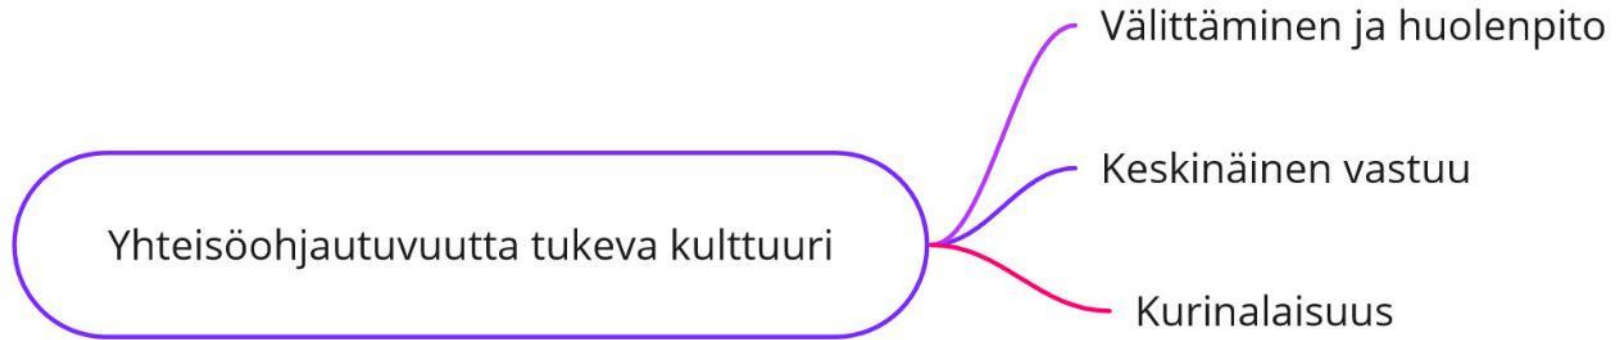 Välittäminen ja huolenpito
Keskinäinen vastuu
Yhteisöohjautuvuutta tukeva kulttuuri
Kurinalaisuus